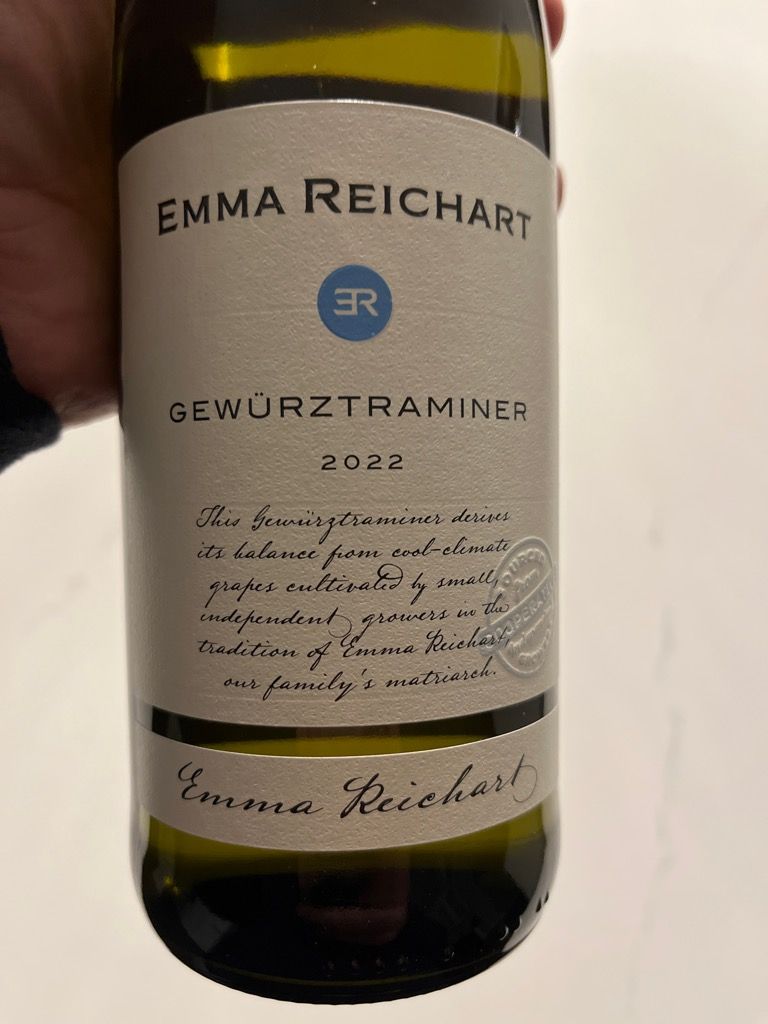 EMMA REICHART
ER
GEWÜRZTRAMINER
2022
This Gewürztraminer derives
its balance from cool-climate
grapes cultivated by small,
independent growers in the
tradition of Emma Reichart,
our family's matriarch.
Emma Reichart